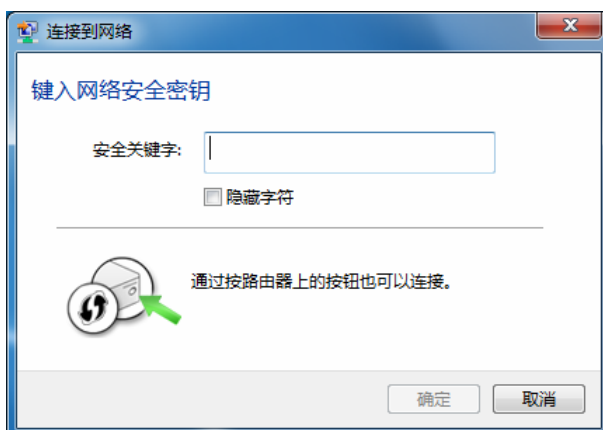 连接到网络
键入网络安全密钥
安全关键字:
隐藏字符
通过按路由器上的按钮也可以连接。
确定
取消